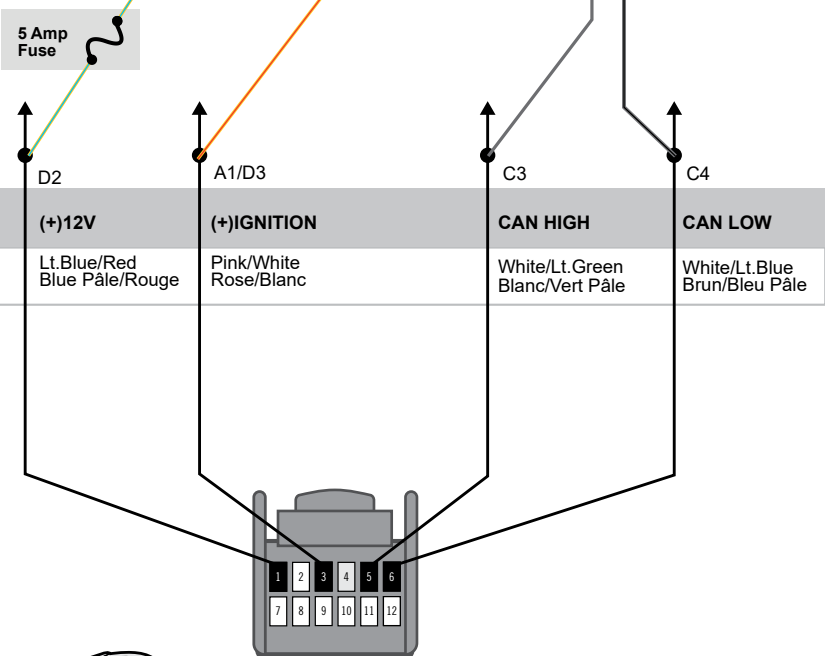 5 Amp
Fuse
D2
A1/D3
C3
C4
(+)12V
(+)IGNITION
CAN HIGH
CAN LOW
Lt.Blue/Red
Blue Pâle/Rouge
Pink/White
Rose/Blanc
White/Lt.Green
Blanc/Vert Pâle
White/Lt.Blue
Brun/Bleu Pâle
1 2 3 4 5 6
7 8 9 10 11 12